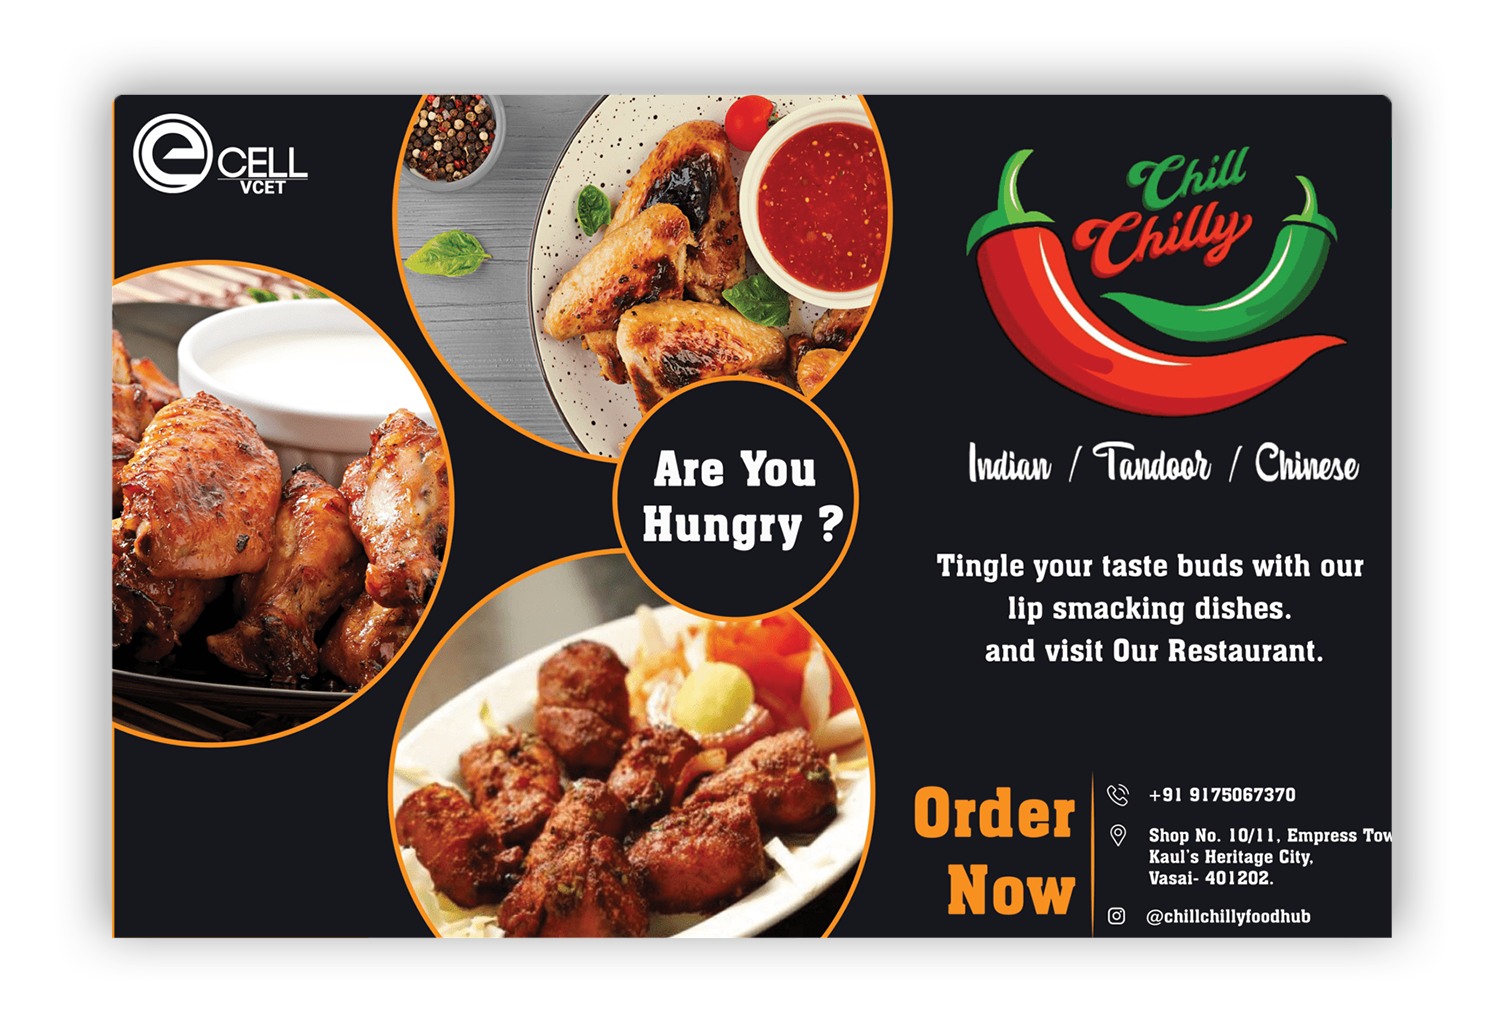 e CELL
VCET
Chill
Chilly
Indian / Tandoor / Chinese
Are You
Hungry ?
Tingle your taste buds with our
lip smacking dishes.
and visit Our Restaurant.
Order
Now
+91 9175067370
Shop No. 10/11, Empress Tow
Kaul's Heritage City,
Vasai- 401202.
@chillchillyfoodhub